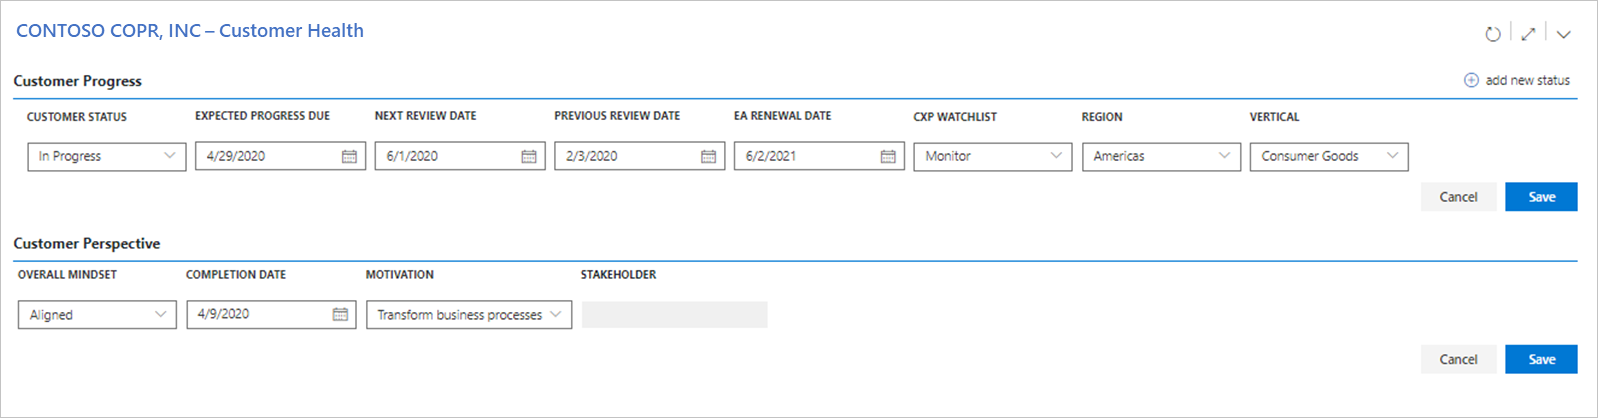 CONTOSO COPR, INC – Customer Health
Customer Progress
add new status
CUSTOMER STATUS EXPECTED PROGRESS DUE NEXT REVIEW DATE PREVIOUS REVIEW DATE EA RENEWAL DATE CXP WATCHLIST REGION VERTICAL
In Progress 4/29/2020 6/1/2020 2/3/2020 6/2/2021 Monitor Americas Consumer Goods
Cancel Save
Customer Perspective
OVERALL MINDSET COMPLETION DATE MOTIVATION STAKEHOLDER
Aligned 4/9/2020 Transform business processes
Cancel Save